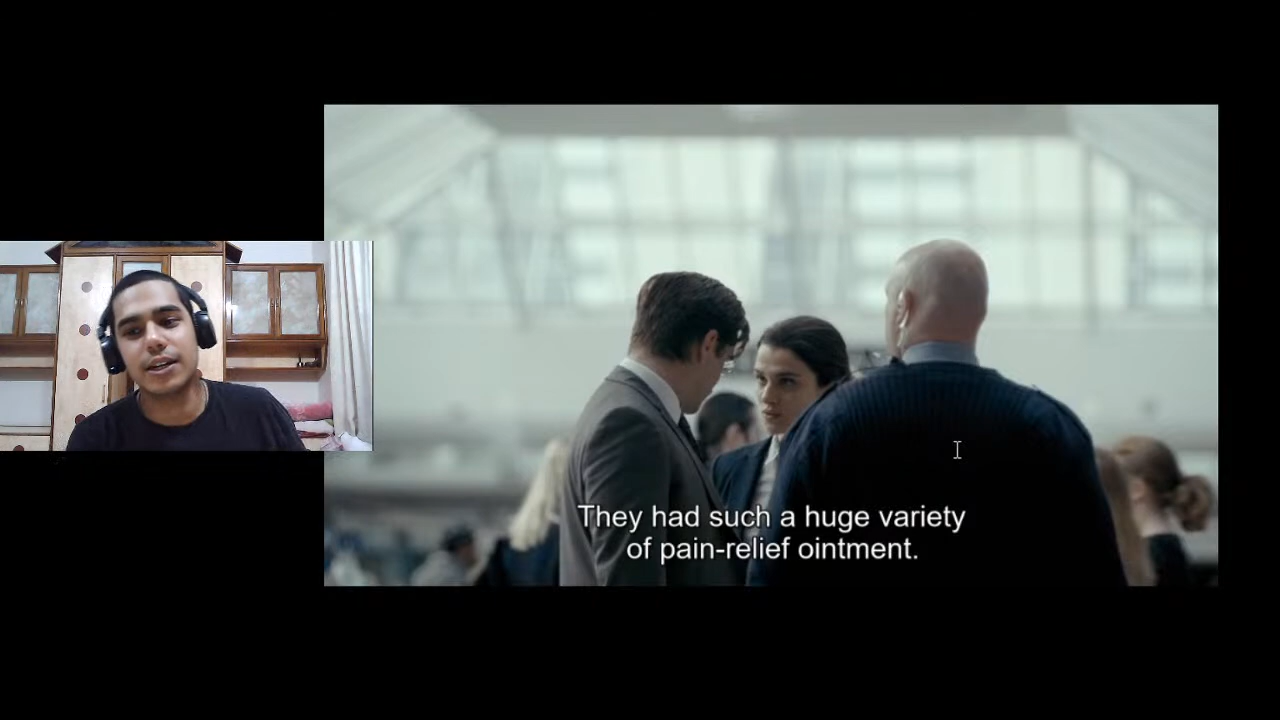 They had such a huge variety
of pain-relief ointment.